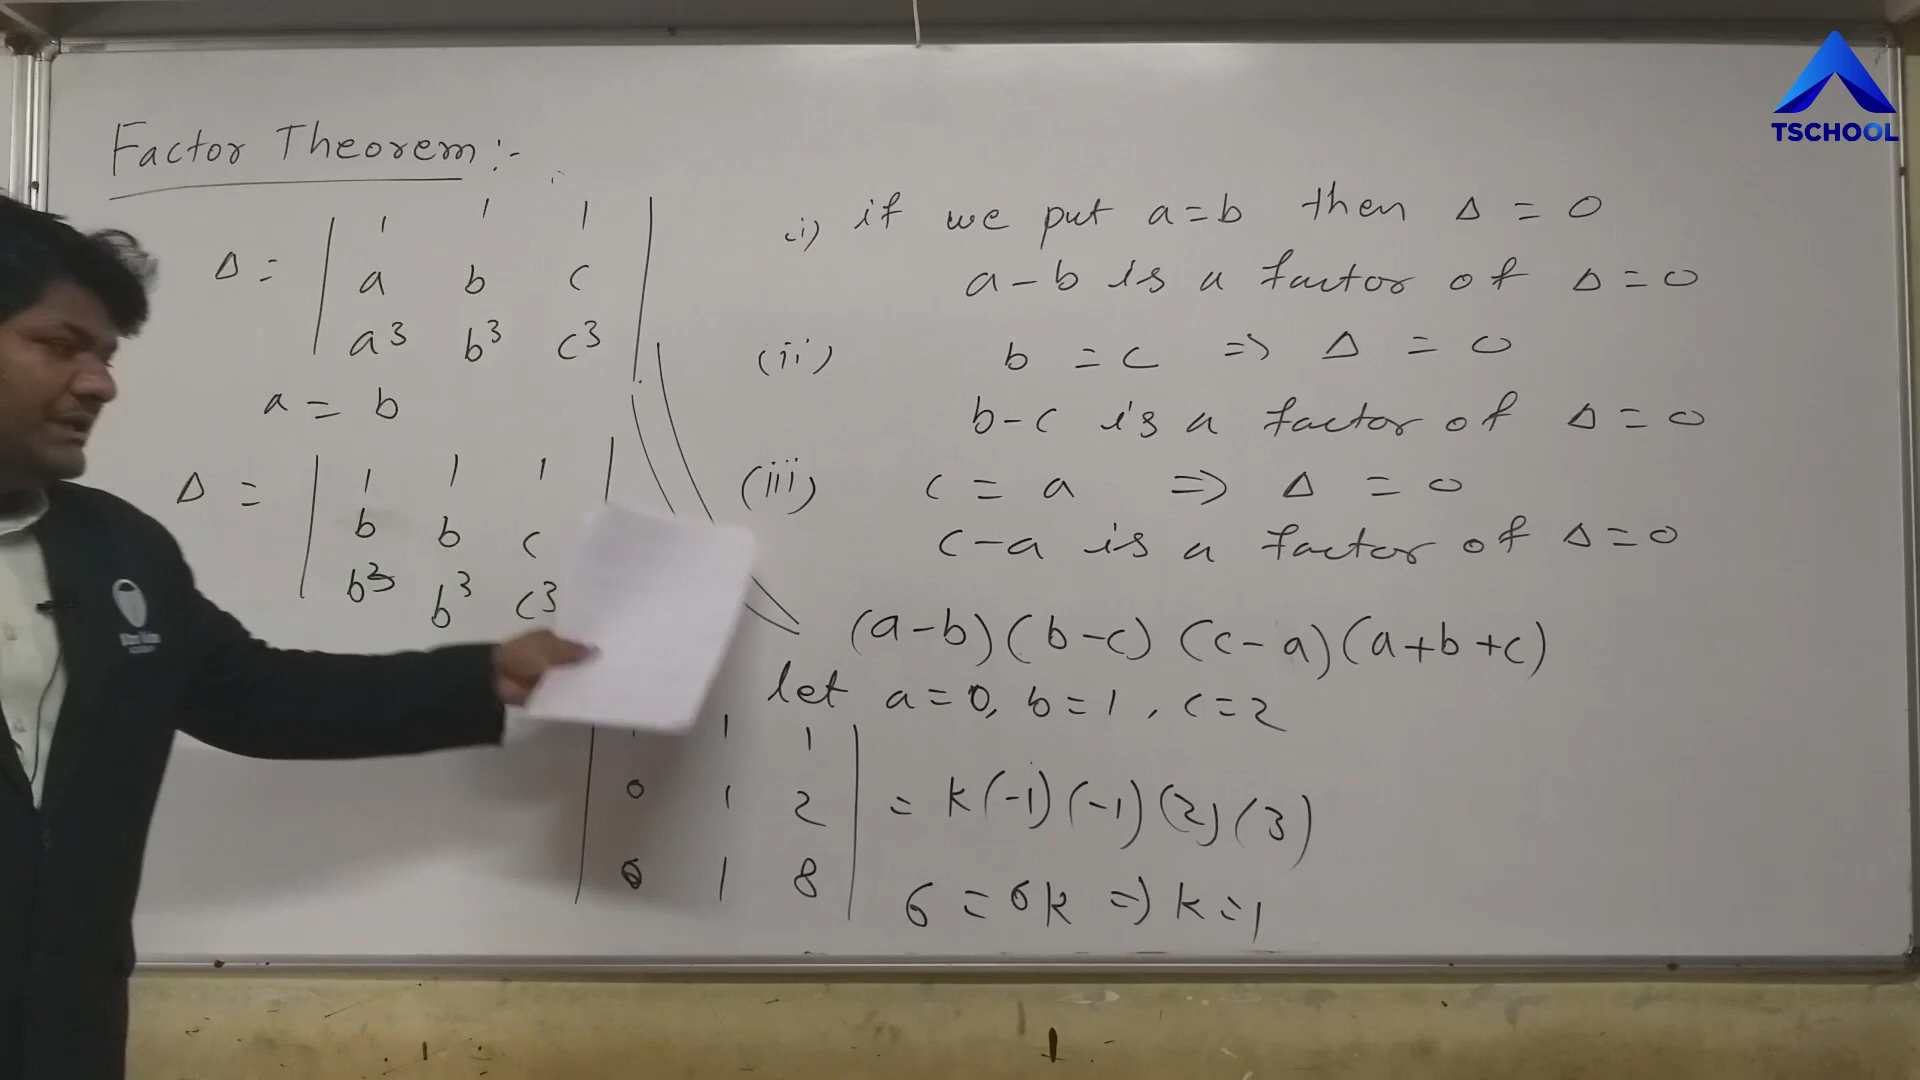 TSCHOOL
Factor Theorem :-
Δ = | 1 1 1 |
| a b c |
| a³ b³ c³ |
a = b
Δ = | 1 1 1 |
| b b c
| b³ b³ c³
(i) if we put a=b then Δ = 0
a-b is a factor of Δ = 0
(ii) b = c => Δ = 0
b-c is a factor of Δ = 0
(iii) c = a => Δ = 0
c-a is a factor of Δ = 0
(a-b)(b-c)(c-a)(a+b+c)
let a=0, b=1, c=2
| 1 1 1 |
| 0 1 2 | = k(-1)(-1)(2)(3)
| 0 1 8 |
6 = 6k => k=1